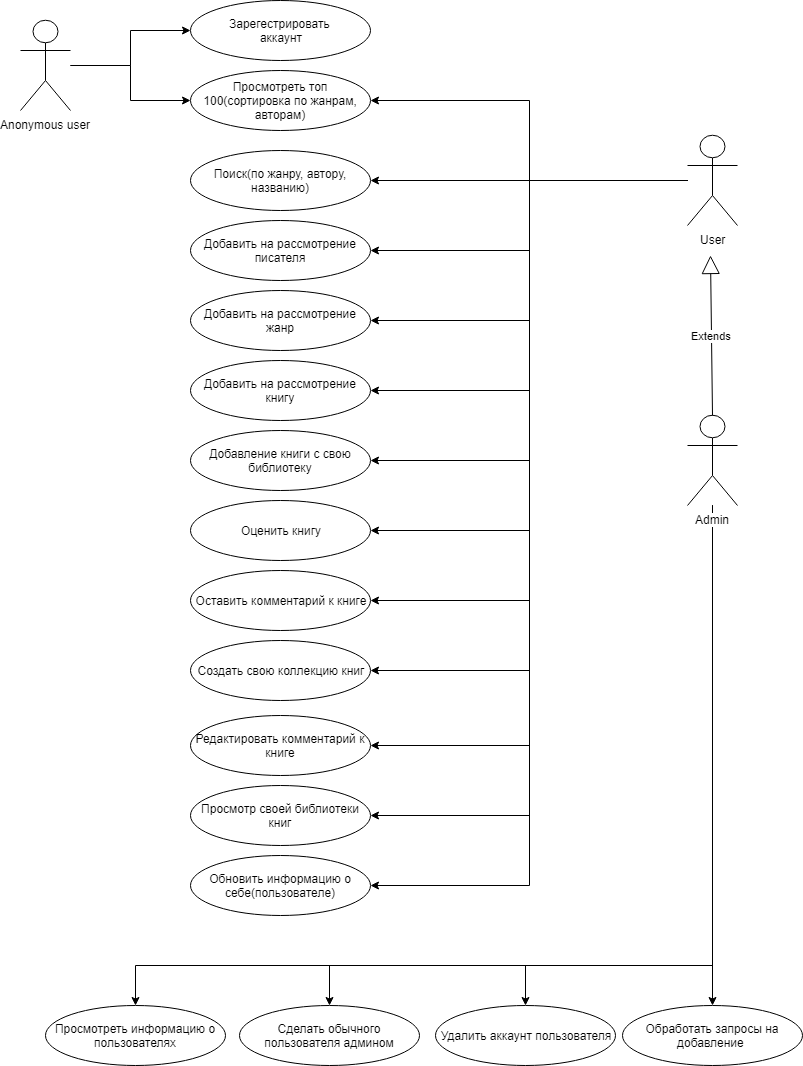 Зарегестрировать
аккаунт
Anonymous user
Просмотреть топ
100(сортировка по жанрам,
авторам)
Поиск(по жанру, автору,
названию)
User
Добавить на рассмотрение
писателя
Добавить на рассмотрение
жанр
Extends
Добавить на рассмотрение
книгу
Добавление книги с свою
библиотеку
Admin
Оценить книгу
Оставить комментарий к книге
Создать свою коллекцию книг
Редактировать комментарий к
книге
Просмотр своей библиотеки
книг
Обновить информацию о
себе(пользователе)
Просмотреть информацию о
пользователях
Сделать обычного
пользователя админом
Удалить аккаунт пользователя
Обработать запросы на
добавление